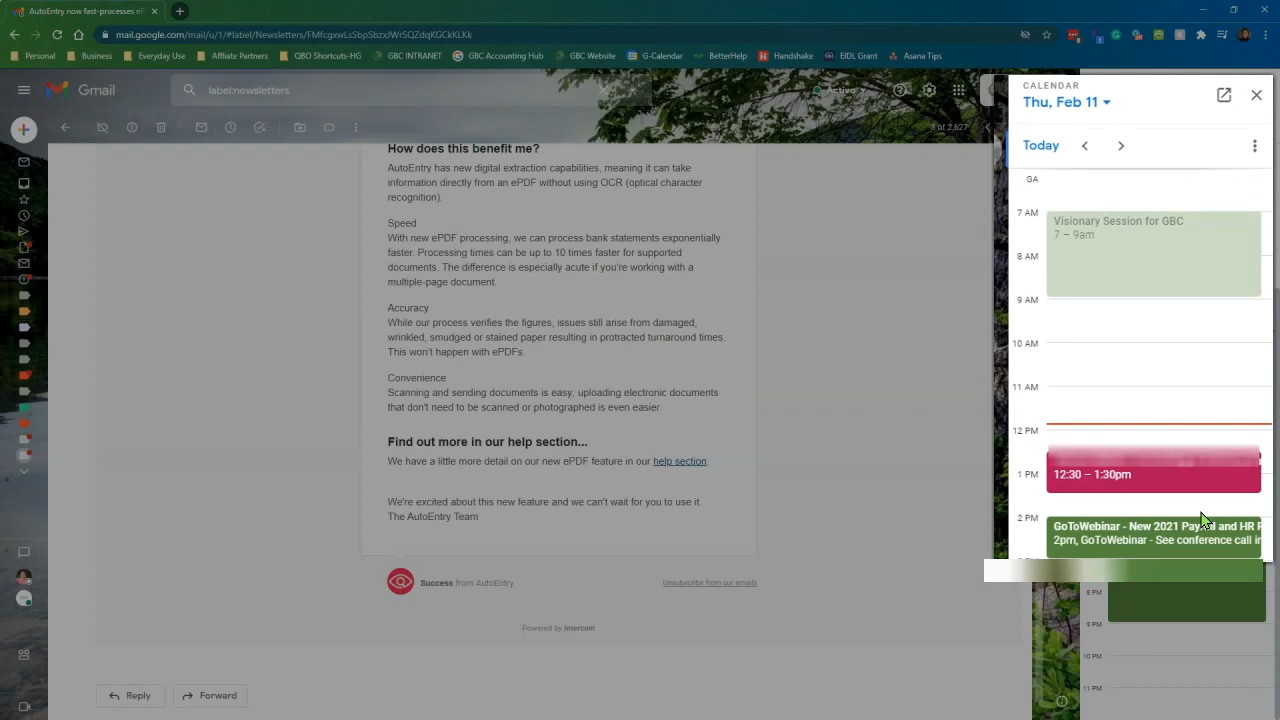 AutoEntry now fast-processes eP
mail.google.com/mail/u/1/#label/Newsletters/FMfcgxwLsSbpSbzxJWrSQZdqKGCkKLKk
Personal
Business
Everyday Use
Affliate Partners
QBO Shortcuts-HG
GBC INTRANET
GBC Accounting Hub
GBC Website
G-Calendar
BetterHelp
Handshake
EIDL Grant
Asana Tips
Gmail
label:newsletters
Active
3 of 2,627
How does this benefit me?
AutoEntry has new digital extraction capabilities, meaning it can take
information directly from an ePDF without using OCR (optical character
recognition).
Speed
With new ePDF processing, we can process bank statements exponentially
faster. Processing times can be up to 10 times faster for supported
documents. The difference is especially acute if you're working with a
multiple-page document.
Accuracy
While our process verifies the figures, issues still arise from damaged,
wrinkled, smudged or stained paper resulting in protracted turnaround times.
This won't happen with ePDFs.
Convenience
Scanning and sending documents is easy, uploading electronic documents
that don't need to be scanned or photographed is even easier.
Find out more in our help section...
We have a little more detail on our new ePDF feature in our help section.
We're excited about this new feature and we can't wait for you to use it.
The AutoEntry Team
Success from AutoEntry
Unsubscribe from our emails
Powered by Intercom
Reply
Forward
CALENDAR
Thu, Feb 11
Today
GA
7 AM
Visionary Session for GBC
7 – 9am
8 AM
9 AM
10 AM
11 AM
12 PM
1 PM
12:30 – 1:30pm
2 PM
GoToWebinar - New 2021 Payroll and HR
2pm, GoToWebinar - See conference call in
8 PM
9 PM
10 PM
11 PM